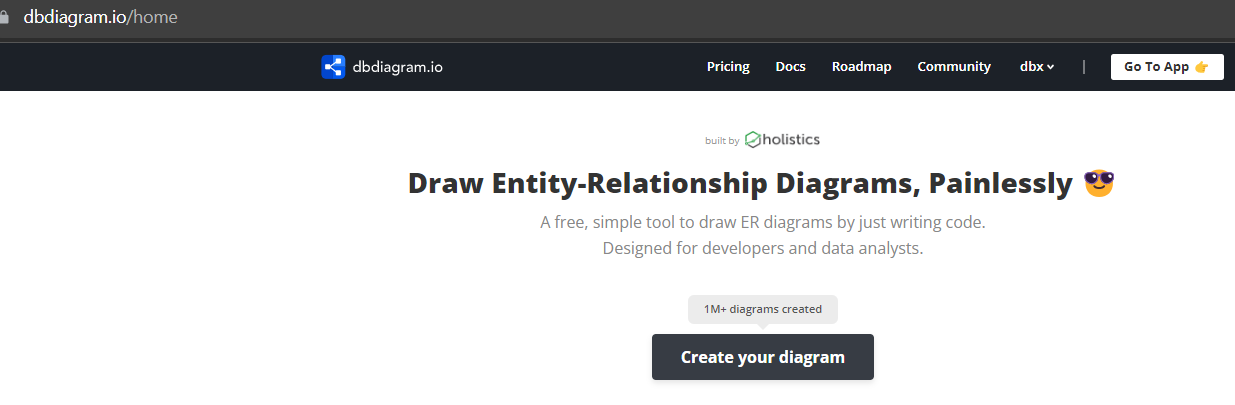 dbdiagram.io/home
dbdiagram.io Pricing Docs Roadmap Community dbx | Go To App 👉
built by holistics
Draw Entity-Relationship Diagrams, Painlessly 😎
A free, simple tool to draw ER diagrams by just writing code.
Designed for developers and data analysts.
1M+ diagrams created
Create your diagram